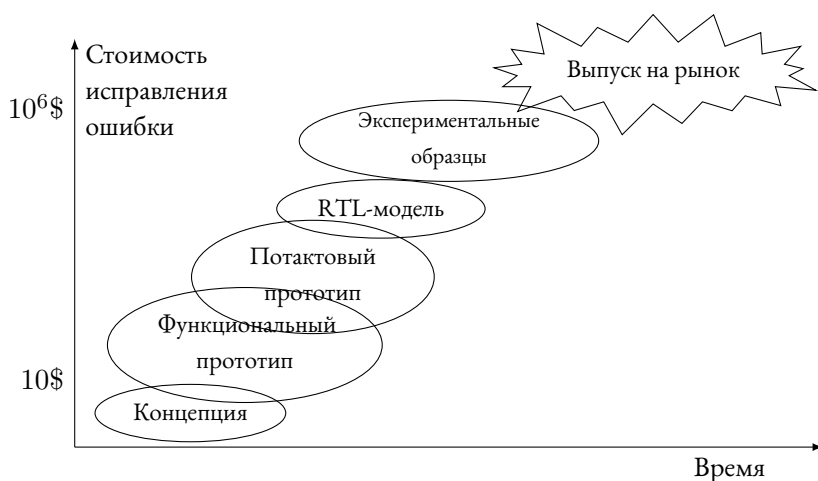 Стоимость
исправления
ошибки
10⁶$
Выпуск на рынок
Экспериментальные
образцы
RTL-модель
Потактовый
прототип
Функциональный
прототип
10$
Концепция
Время